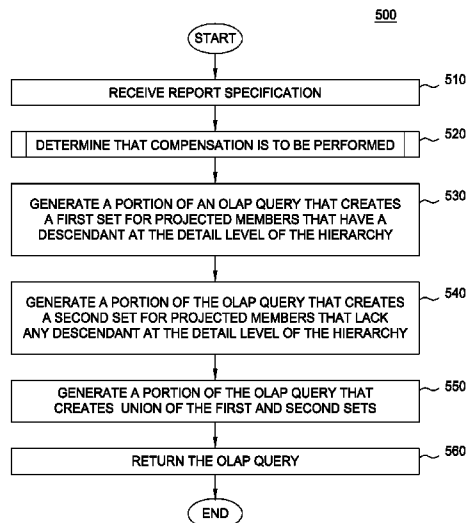 500
START
RECEIVE REPORT SPECIFICATION
510
DETERMINE THAT COMPENSATION IS TO BE PERFORMED
520
GENERATE A PORTION OF AN OLAP QUERY THAT CREATES
A FIRST SET FOR PROJECTED MEMBERS THAT HAVE A
DESCENDANT AT THE DETAIL LEVEL OF THE HIERARCHY
530
GENERATE A PORTION OF THE OLAP QUERY THAT CREATES
A SECOND SET FOR PROJECTED MEMBERS THAT LACK
ANY DESCENDANT AT THE DETAIL LEVEL OF THE HIERARCHY
540
GENERATE A PORTION OF THE OLAP QUERY THAT
CREATES UNION OF THE FIRST AND SECOND SETS
550
RETURN THE OLAP QUERY
560
END